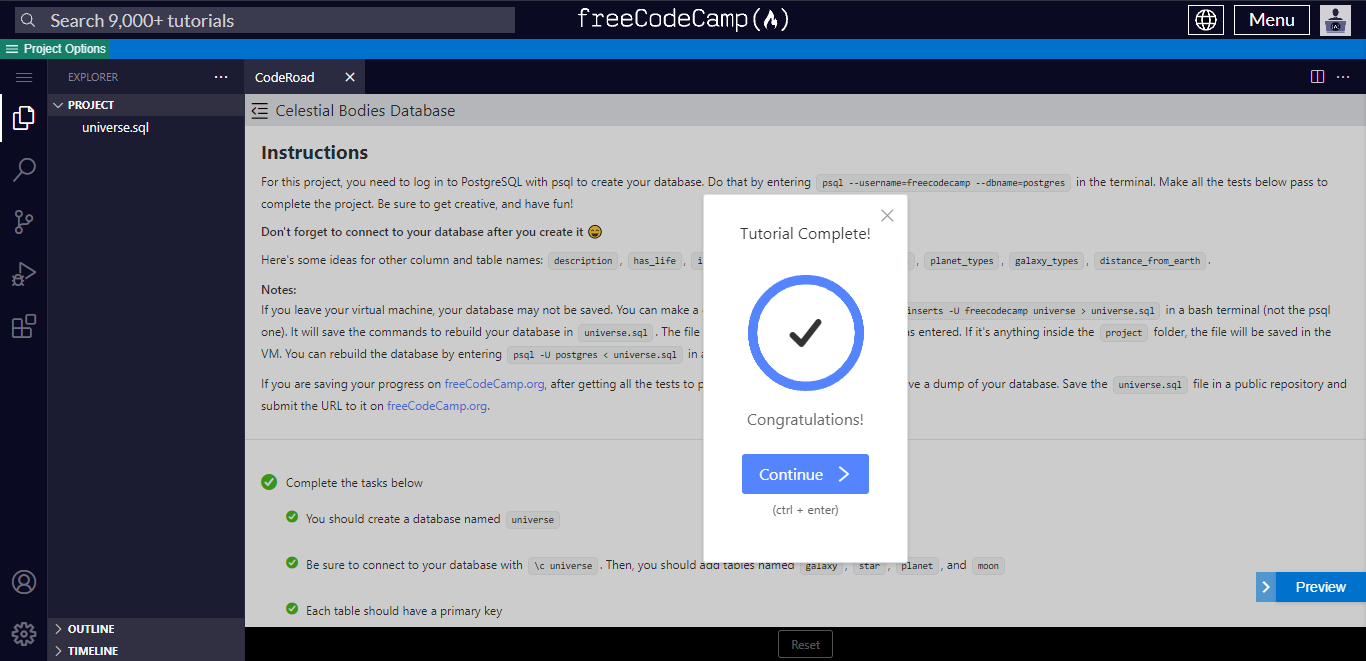 Search 9,000+ tutorials
freeCodeCamp
Menu
Project Options
EXPLORER
CodeRoad
PROJECT
universe.sql
Celestial Bodies Database
Instructions
For this project, you need to log in to PostgreSQL with psql to create your database. Do that by entering psql --username=freecodecamp --dbname=postgres in the terminal. Make all the tests below pass to
complete the project. Be sure to get creative, and have fun!
Don't forget to connect to your database after you create it 😄
Here's some ideas for other column and table names: description , has_life , planet_types , galaxy_types , distance_from_earth .
Notes:
If you leave your virtual machine, your database may not be saved. You can make a inserts -U freecodecamp universe > universe.sql in a bash terminal (not the psql
one). It will save the commands to rebuild your database in universe.sql . The file s entered. If it's anything inside the project folder, the file will be saved in the
VM. You can rebuild the database by entering psql -U postgres < universe.sql in
If you are saving your progress on freeCodeCamp.org, after getting all the tests to ve a dump of your database. Save the universe.sql file in a public repository and
submit the URL to it on freeCodeCamp.org.
Tutorial Complete!
Congratulations!
Continue
(ctrl + enter)
Complete the tasks below
You should create a database named universe
Be sure to connect to your database with \c universe . Then, you should add tables named galaxy , star , planet , and moon
Each table should have a primary key
Preview
OUTLINE
TIMELINE
Reset